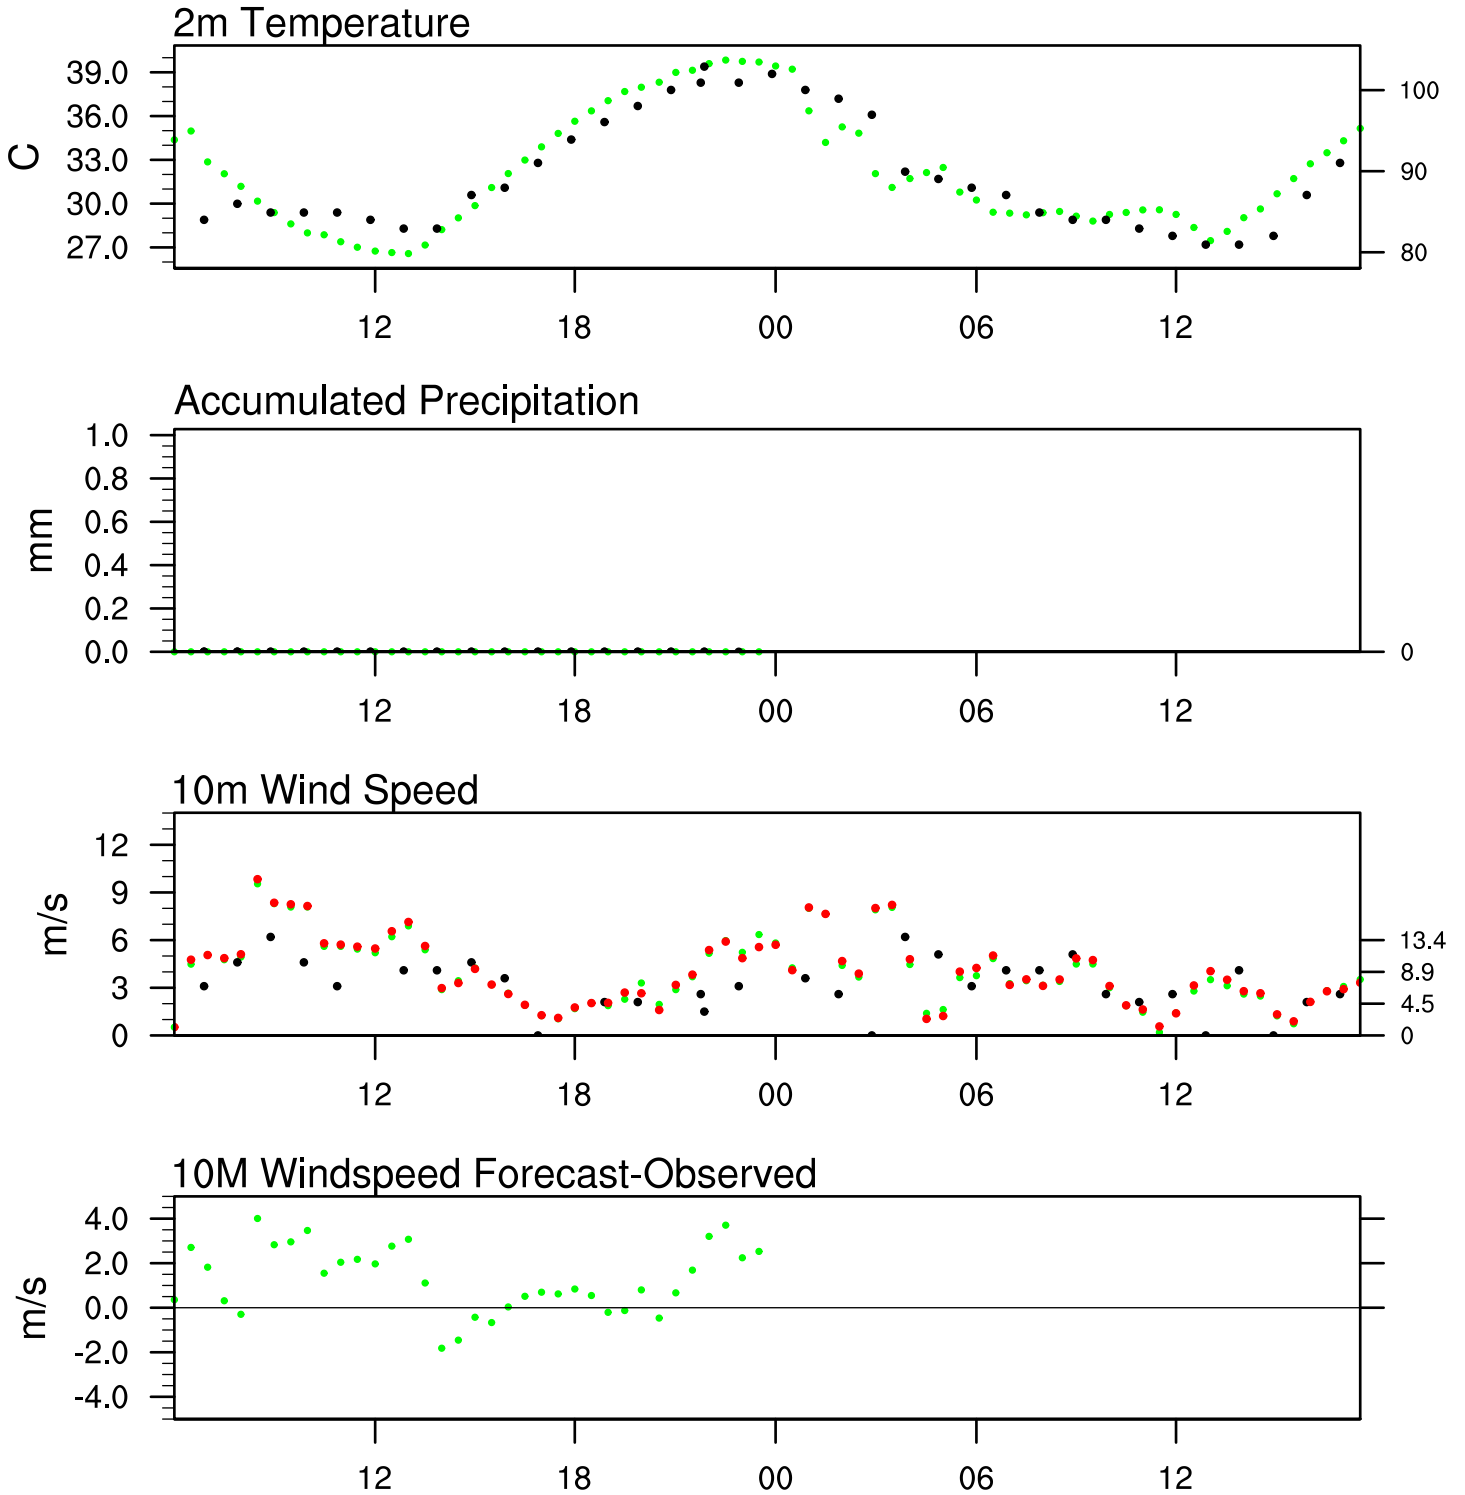 2m Temperature
39.0
36.0
33.0
30.0
27.0
C
100
90
80
12 18 00 06 12
Accumulated Precipitation
1.0
0.8
0.6
0.4
0.2
0.0
mm
0
12 18 00 06 12
10m Wind Speed
12
9
6
3
0
m/s
13.4
8.9
4.5
0
12 18 00 06 12
10M Windspeed Forecast-Observed
4.0
2.0
0.0
-2.0
-4.0
m/s
12 18 00 06 12